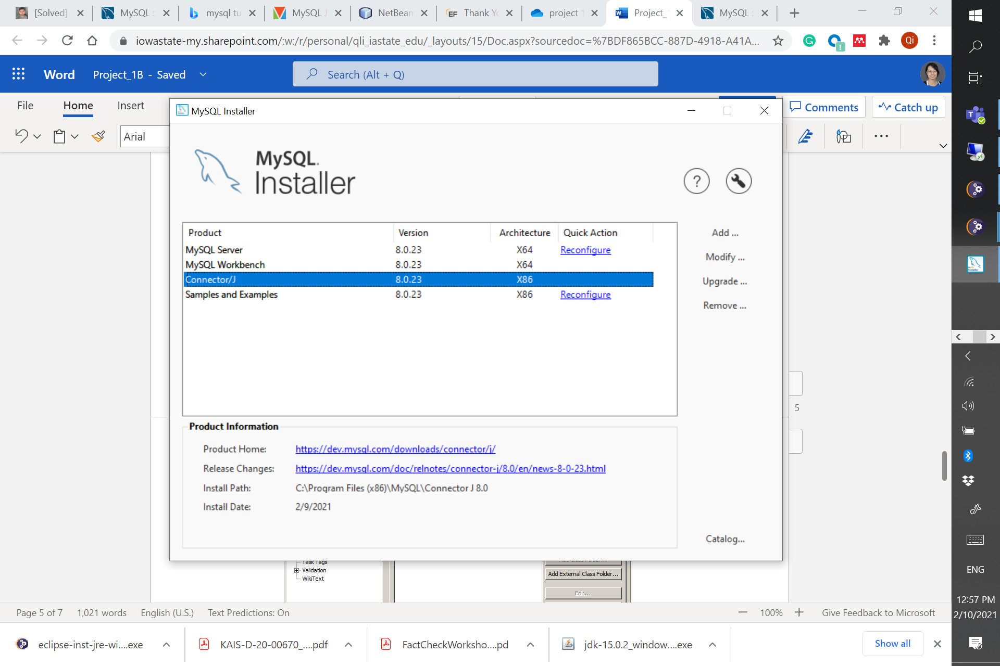 [Solved]
MySQL :
mysql tu
MySQL J
NetBean
EF
Thank Yo
project 1
Project_
MySQL :
iowastate-my.sharepoint.com/:w:/r/personal/qli_iastate_edu/_layouts/15/Doc.aspx?sourcedoc=%7BDF865BCC-887D-4918-A41A...
Qi
Word
Project_1B - Saved
Search (Alt + Q)
File
Home
Insert
Comments
Catch up
Arial
MySQL Installer
MySQL.
Installer
?
Product Version Architecture Quick Action
MySQL Server 8.0.23 X64 Reconfigure
MySQL Workbench 8.0.23 X64
Connector/J 8.0.23 X86
Samples and Examples 8.0.23 X86 Reconfigure
Add ...
Modify ...
Upgrade ...
Remove ...
Product Information
Product Home: https://dev.mysql.com/downloads/connector/j/
Release Changes: https://dev.mysql.com/doc/relnotes/connector-j/8.0/en/news-8-0-23.html
Install Path: C:\Program Files (x86)\MySQL\Connector J 8.0
Install Date: 2/9/2021
Catalog...
5
Task Tags
Validation
WikiText
Add External Class Folder...
Edit...
Page 5 of 7
1,021 words
English (U.S.)
Text Predictions: On
100%
Give Feedback to Microsoft
eclipse-inst-jre-wi....exe
KAIS-D-20-00670_....pdf
FactCheckWorksho....pd
jdk-15.0.2_window....exe
Show all
ENG
12:57 PM
2/10/2021